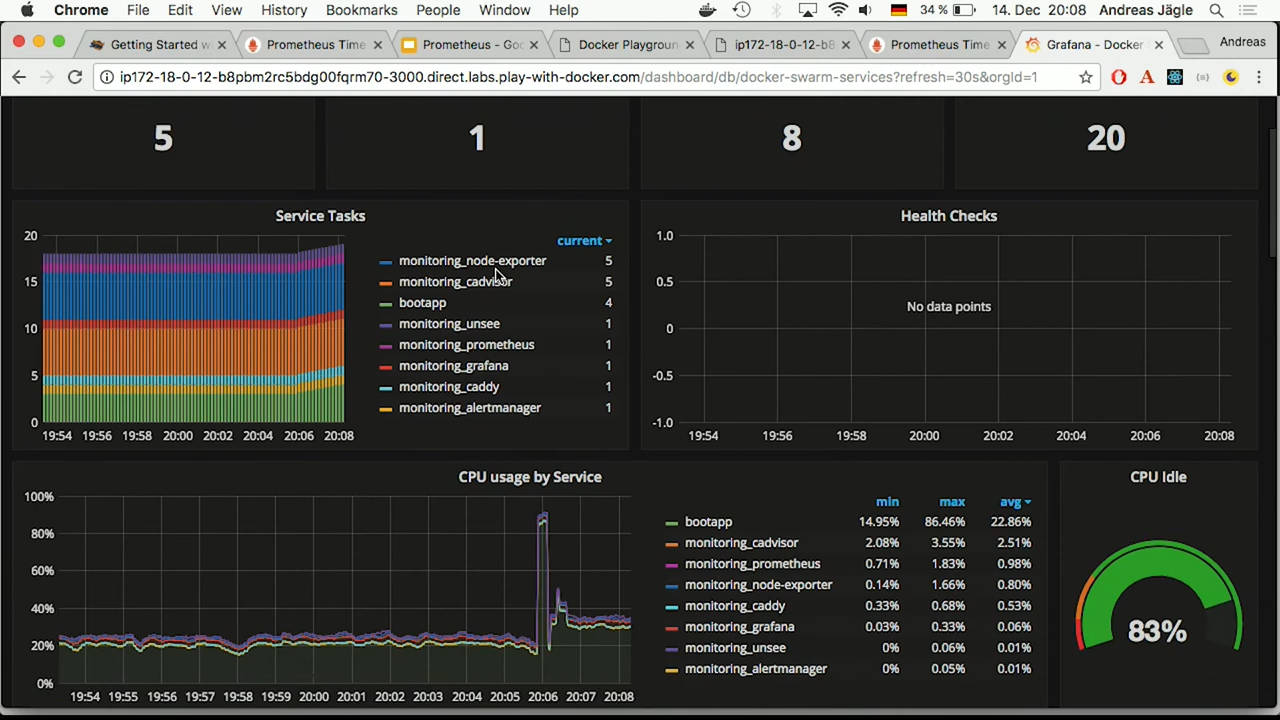 Chrome File Edit View History Bookmarks People Window Help 34 % 14. Dec 20:08 Andreas Jägle
Getting Started w Prometheus Time Prometheus - Goo Docker Playgroun ip172-18-0-12-b8 Prometheus Time Grafana - Docker Andreas
ip172-18-0-12-b8pbm2rc5bdg00fqrm70-3000.direct.labs.play-with-docker.com/dashboard/db/docker-swarm-services?refresh=30s&orgId=1
5 1 8 20
Service Tasks
20
15
10
5
0
19:54 19:56 19:58 20:00 20:02 20:04 20:06 20:08
current
monitoring_node-exporter 5
monitoring_cadvisor 5
bootapp 4
monitoring_unsee 1
monitoring_prometheus 1
monitoring_grafana 1
monitoring_caddy 1
monitoring_alertmanager 1
Health Checks
1.0
0.5
0
-0.5
-1.0
No data points
19:54 19:56 19:58 20:00 20:02 20:04 20:06 20:08
CPU usage by Service
100%
80%
60%
40%
20%
0%
19:54 19:55 19:56 19:57 19:58 19:59 20:00 20:01 20:02 20:03 20:04 20:05 20:06 20:07 20:08
min max avg
bootapp 14.95% 86.46% 22.86%
monitoring_cadvisor 2.08% 3.55% 2.51%
monitoring_prometheus 0.71% 1.83% 0.98%
monitoring_node-exporter 0.14% 1.66% 0.80%
monitoring_caddy 0.33% 0.68% 0.53%
monitoring_grafana 0.03% 0.33% 0.06%
monitoring_unsee 0% 0.06% 0.01%
monitoring_alertmanager 0% 0.05% 0.01%
CPU Idle
83%